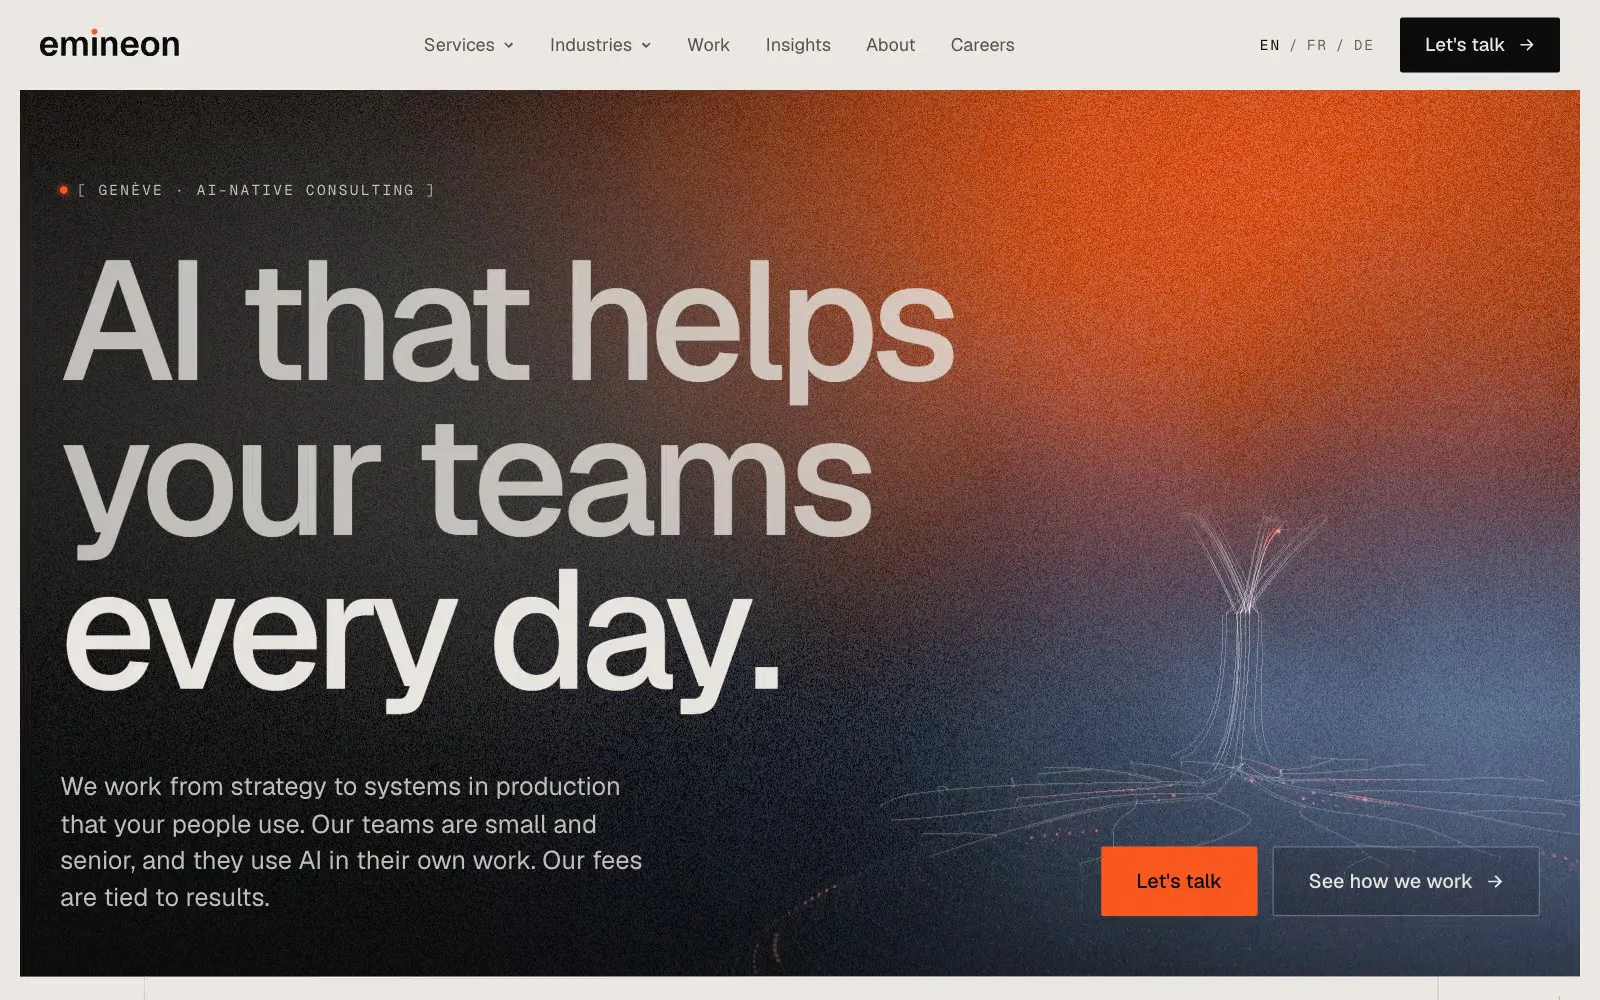 emineon
Services
Industries
Work
Insights
About
Careers
EN / FR / DE
Let's talk →
[ GENÈVE · AI-NATIVE CONSULTING ]
AI that helps
your teams
every day.
We work from strategy to systems in production
that your people use. Our teams are small and
senior, and they use AI in their own work. Our fees
are tied to results.
Let's talk
See how we work →